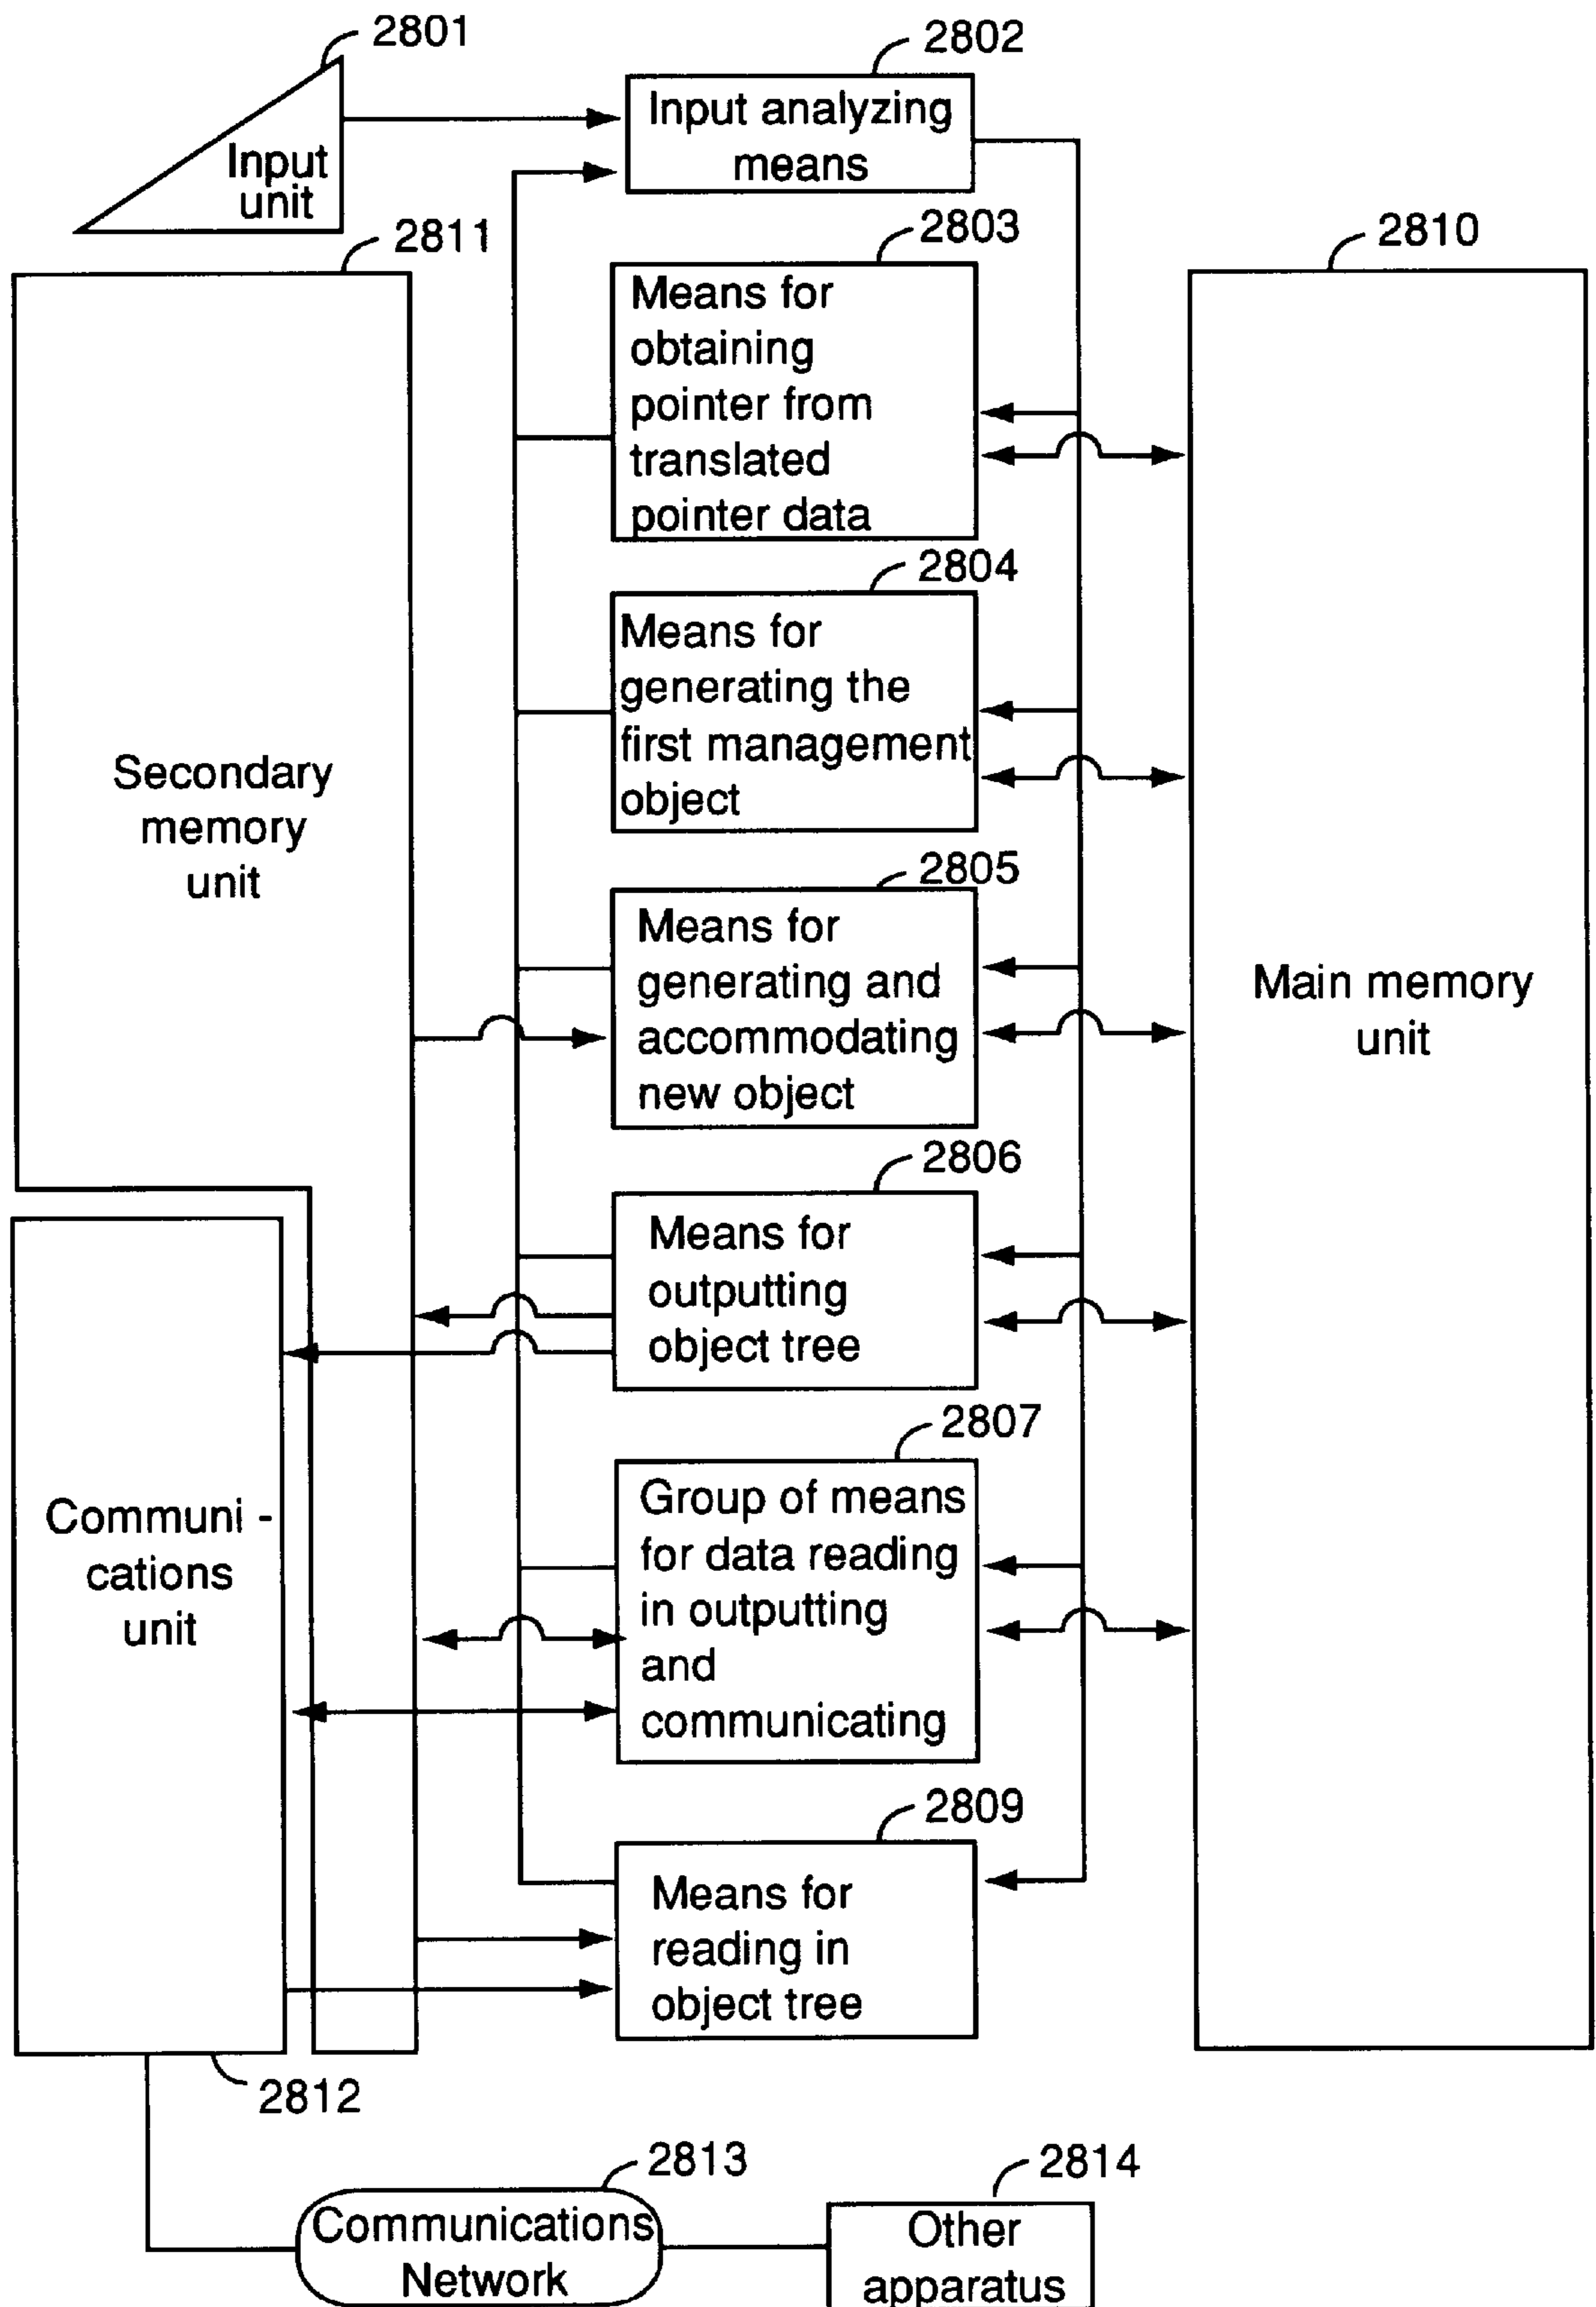 2801
2802
Input
unit
Input analyzing
means
2811
2803
2810
Means for
obtaining
pointer from
translated
pointer data
2804
Means for
generating the
first management
object
Secondary
memory
unit
2805
Means for
generating and
accommodating
new object
Main memory
unit
2806
Means for
outputting
object tree
2807
Group of means
for data reading
in outputting
and
communicating
Communi -
cations
unit
2809
Means for
reading in
object tree
2812
2813
2814
Communications
Network
Other
apparatus